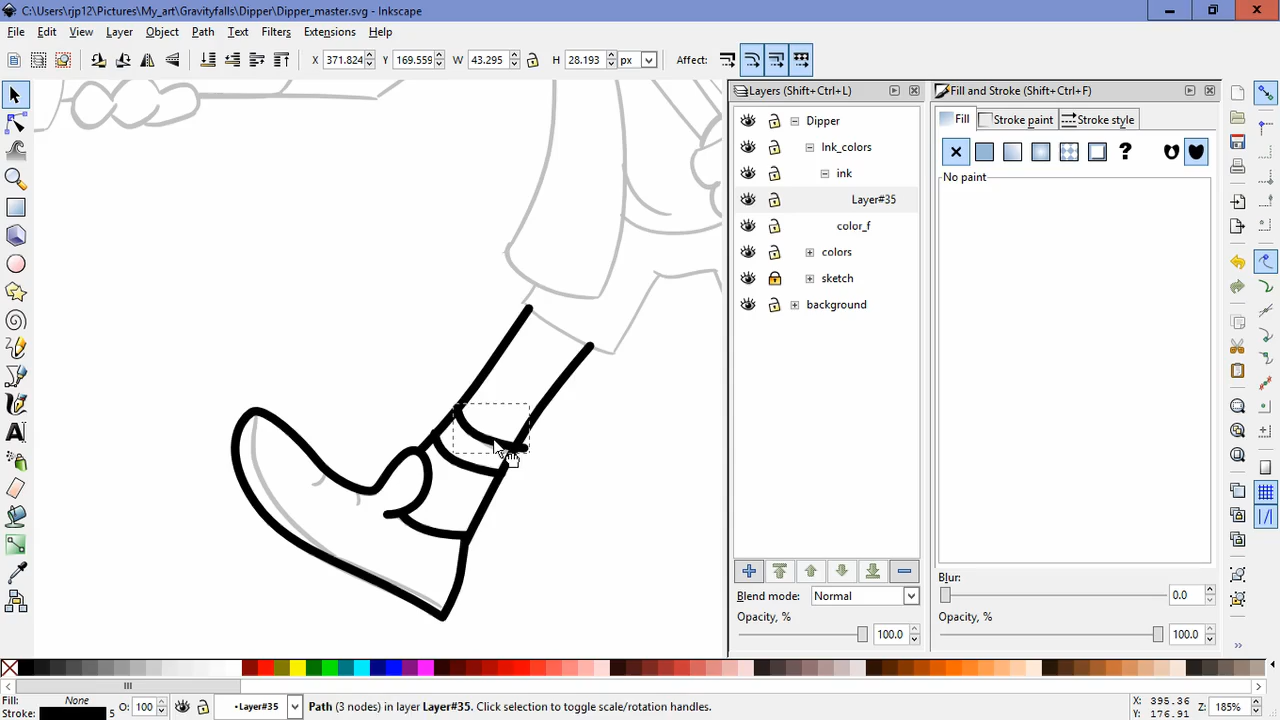 C:\Users\rjp12\Pictures\My_art\Gravityfalls\Dipper\Dipper_master.svg - Inkscape
File Edit View Layer Object Path Text Filters Extensions Help
X 371.824 Y 169.559 W 43.295 H 28.193 px Affect:
Layers (Shift+Ctrl+L)
Dipper
Ink_colors
ink
Layer#35
color_f
colors
sketch
background
Blend mode: Normal
Opacity, %
100.0
Fill and Stroke (Shift+Ctrl+F)
Fill Stroke paint Stroke style
?
No paint
Blur:
0.0
Opacity, %
100.0
Fill: None
Stroke: 5
O: 100
•Layer#35
Path (3 nodes) in layer Layer#35. Click selection to toggle scale/rotation handles.
X: 395.36
Y: 176.91
Z: 185%